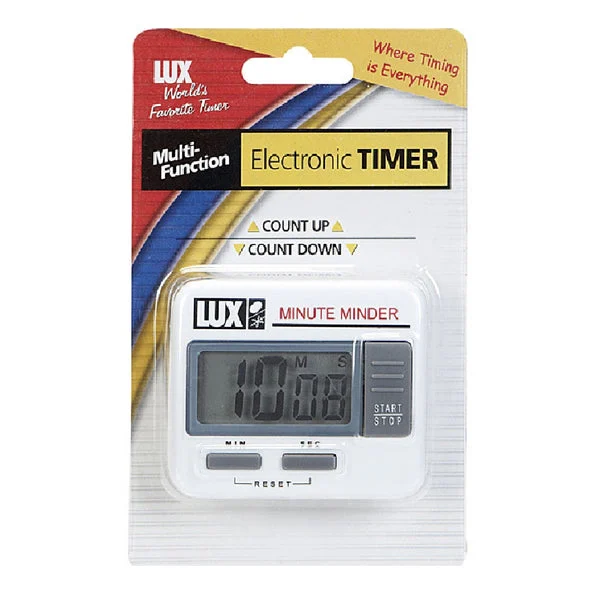 LUX
World's
Favorite Timer
Where Timing
is Everything
Multi-
Function
Electronic TIMER
COUNT UP
COUNT DOWN
LUX
MINUTE MINDER
M S
10 08
START
STOP
MIN SEC
RESET